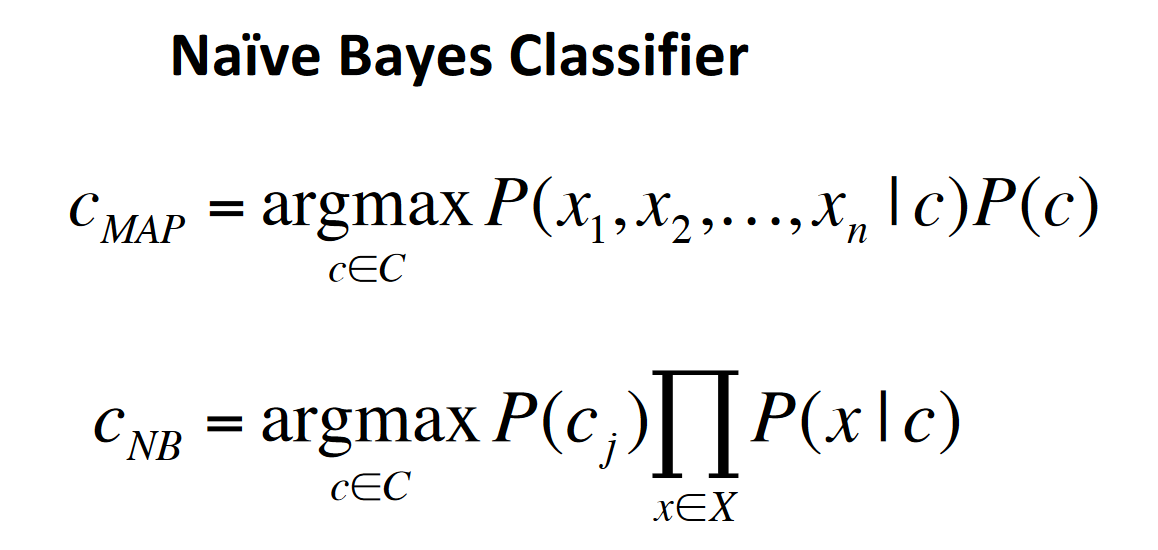 Naïve Bayes Classifier
c_MAP = argmax_{c∈C} P(x_1, x_2, …, x_n | c)P(c)
c_NB = argmax_{c∈C} P(c_j) ∏_{x∈X} P(x | c)